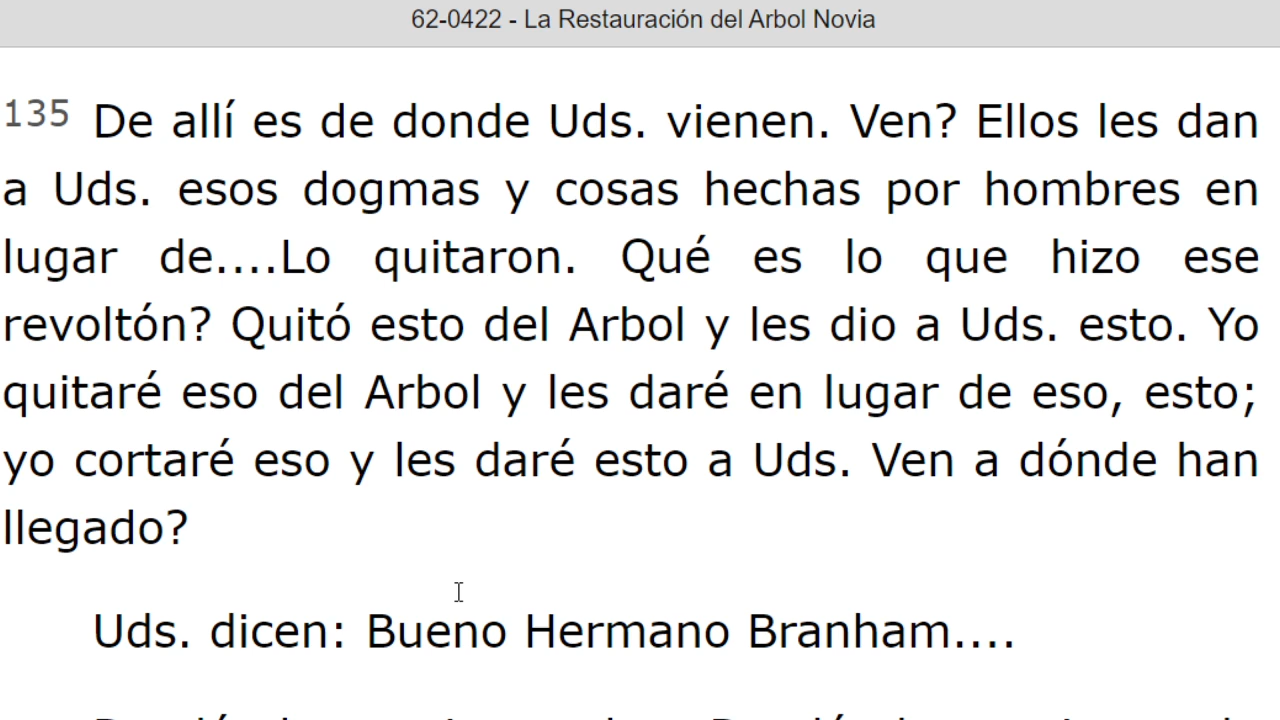 62-0422 - La Restauración del Arbol Novia
135 De allí es de donde Uds. vienen. Ven? Ellos les dan
a Uds. esos dogmas y cosas hechas por hombres en
lugar de....Lo quitaron. Qué es lo que hizo ese
revoltón? Quitó esto del Arbol y les dio a Uds. esto. Yo
quitaré eso del Arbol y les daré en lugar de eso, esto;
yo cortaré eso y les daré esto a Uds. Ven a dónde han
llegado?
Uds. dicen: Bueno Hermano Branham....